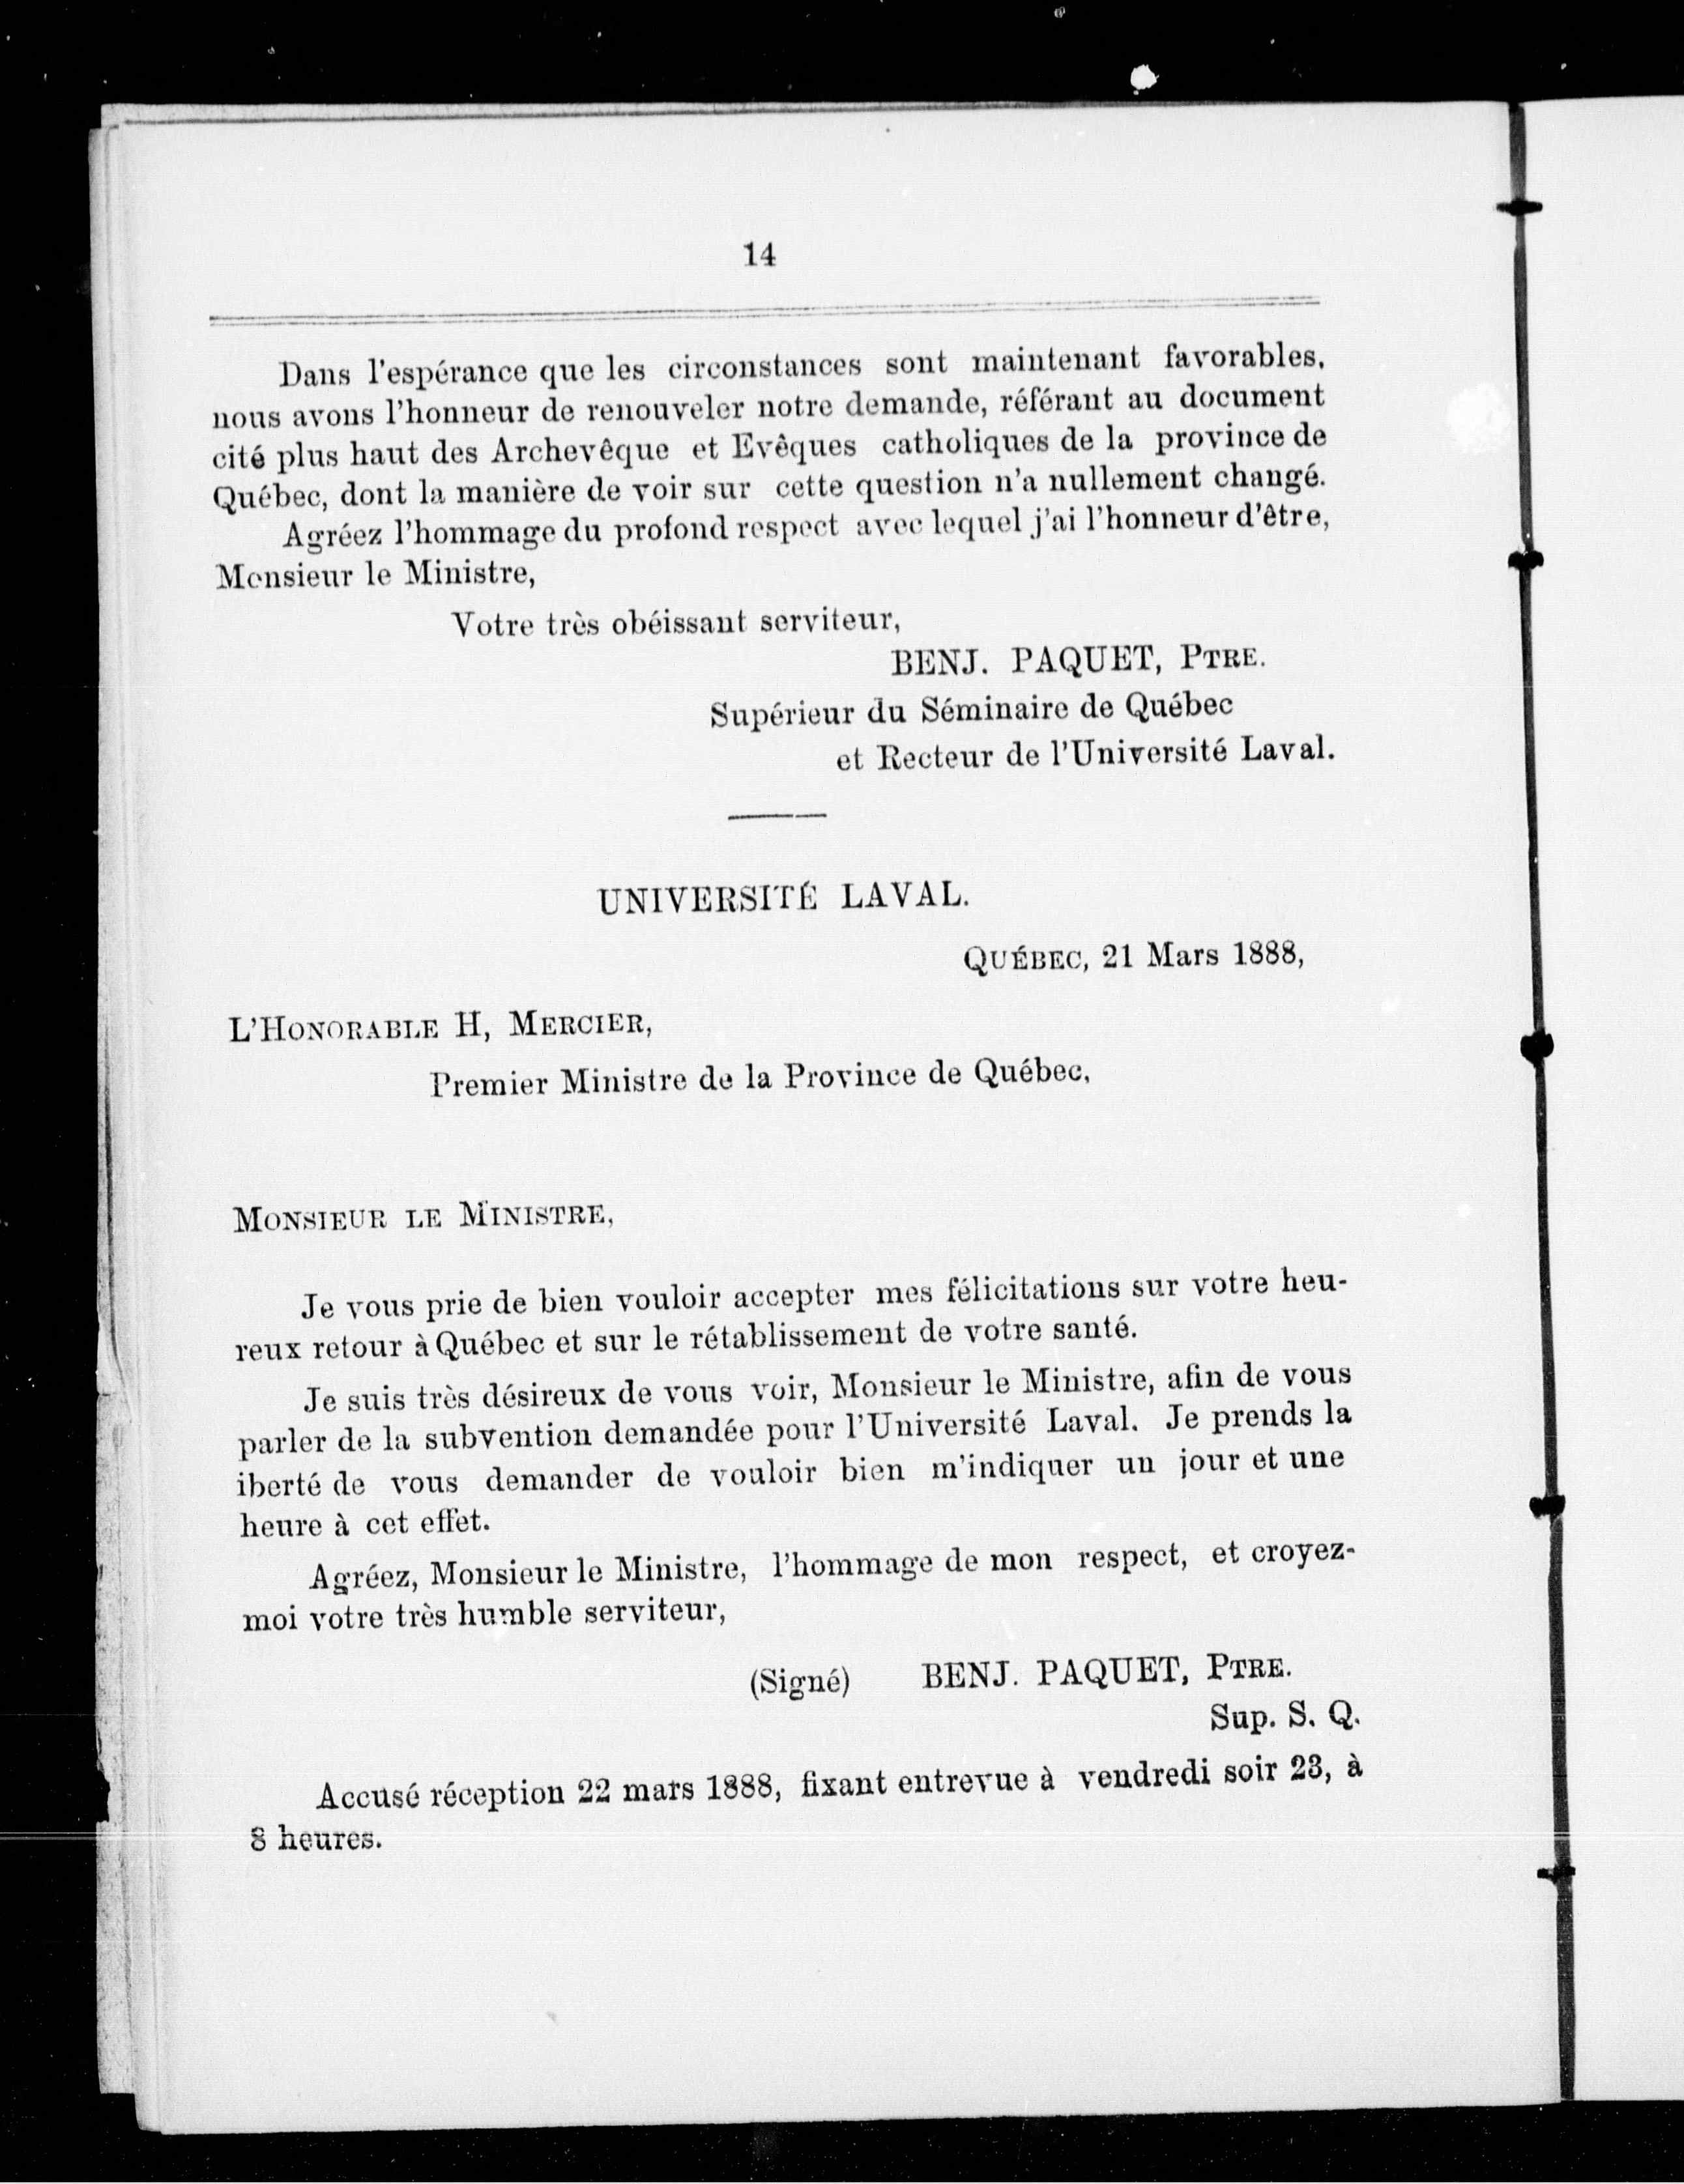 14
Dans l'espérance que les circonstances sont maintenant favorables,
nous avons l'honneur de renouveler notre demande, référant au document
cité plus haut des Archevêque et Evêques catholiques de la province de
Québec, dont la manière de voir sur cette question n'a nullement changé.
Agréez l'hommage du profond respect avec lequel j'ai l'honneur d'être,
Monsieur le Ministre,
Votre très obéissant serviteur,
BENJ. PAQUET, PTRE.
Supérieur du Séminaire de Québec
et Recteur de l'Université Laval.
UNIVERSITÉ LAVAL.
QUÉBEC, 21 Mars 1888,
L'HONORABLE H, MERCIER,
Premier Ministre de la Province de Québec,
MONSIEUR LE MINISTRE,
Je vous prie de bien vouloir accepter mes félicitations sur votre heu-
reux retour à Québec et sur le rétablissement de votre santé.
Je suis très désireux de vous voir, Monsieur le Ministre, afin de vous
parler de la subvention demandée pour l'Université Laval. Je prends la
iberté de vous demander de vouloir bien m'indiquer un jour et une
heure à cet effet.
Agréez, Monsieur le Ministre, l'hommage de mon respect, et croyez-
moi votre très humble serviteur,
(Signé) BENJ. PAQUET, PTRE.
Sup. S. Q.
Accusé réception 22 mars 1888, fixant entrevue à vendredi soir 23, à
8 heures.